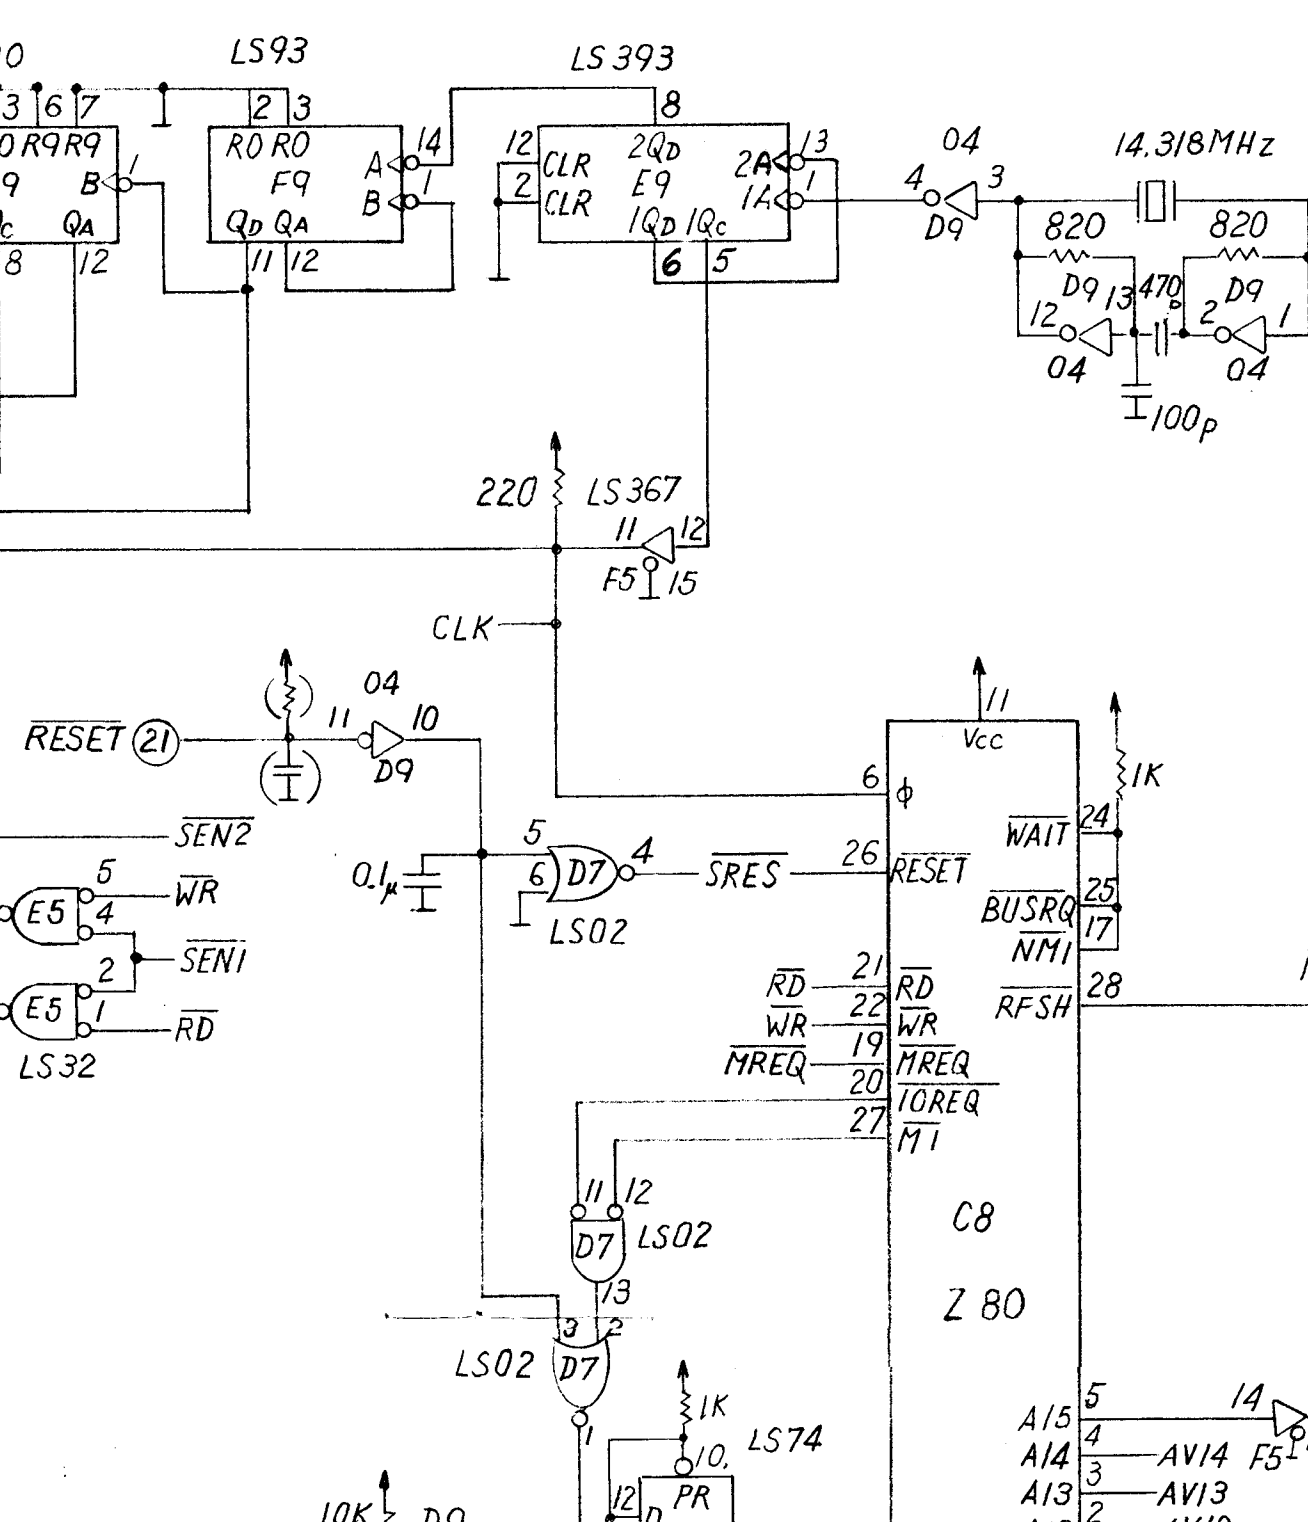 0 LS93 LS393
3 6 7 2 3 8
0 R9 R9 R0 R0 14 12 CLR 2QD 2A 13 04 14.318MHz
9 B 1 F9 A 1 2 CLR E9 1A 1 4 3
B D9 820 820
C QA QD QA 1QD 1QC
8 12 11 12 6 5
D9 13 470p D9
12 2 1
04 04
100p
220 LS367
11 12
F5 15
CLK
04
RESET 21 11 10
D9
11
Vcc
1K
6 ϕ
24
WAIT
SEN2
5 4 26 RESET
6 D7 SRES
0.1μ
LS02
25
BUSRQ
17
NMI
5 WR
E5 4
SEN1
2
E5 1
RD
LS32
RD 21 RD
WR 22 WR
MREQ 19 MREQ
20 IOREQ
27 M1
28
RFSH
11 12
D7 LS02
13
C8
Z 80
3 2
LS02 D7
1
1K
LS74
10.
PR
12 D
10K D9
A15 5 14
A14 4 AV14 F5
A13 3 AV13
2